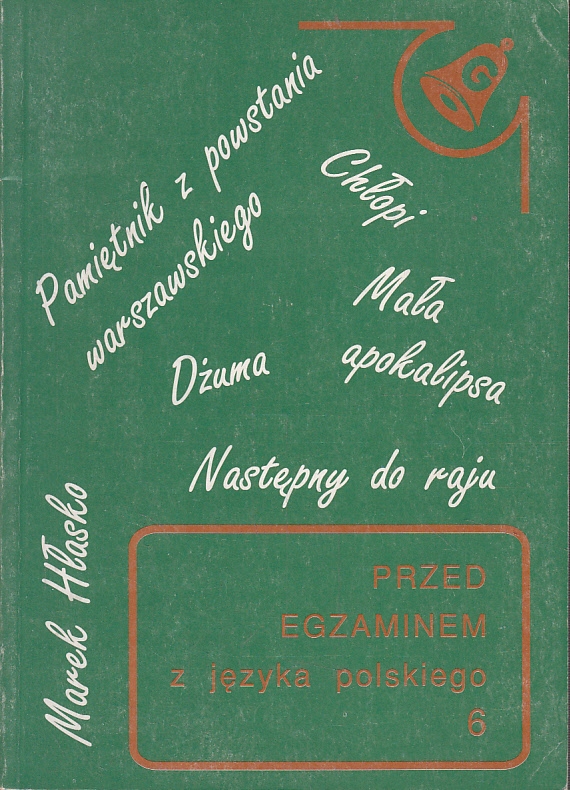 G
Pamiętnik z powstania
warszawskiego
Chłopi
Mała
apokalipsa
Dżuma
Następny do raju
Marek Hłasko
PRZED
EGZAMINEM
z języka polskiego
6